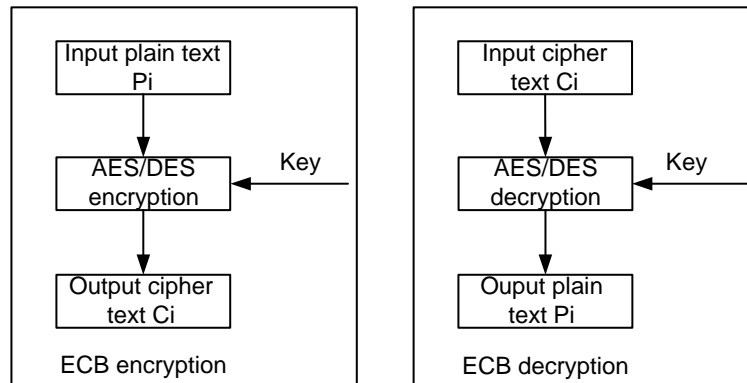 Input plain text
Pi
AES/DES
encryption
Key
Output cipher
text Ci
ECB encryption
Input cipher
text Ci
AES/DES
decryption
Key
Ouput plain
text Pi
ECB decryption